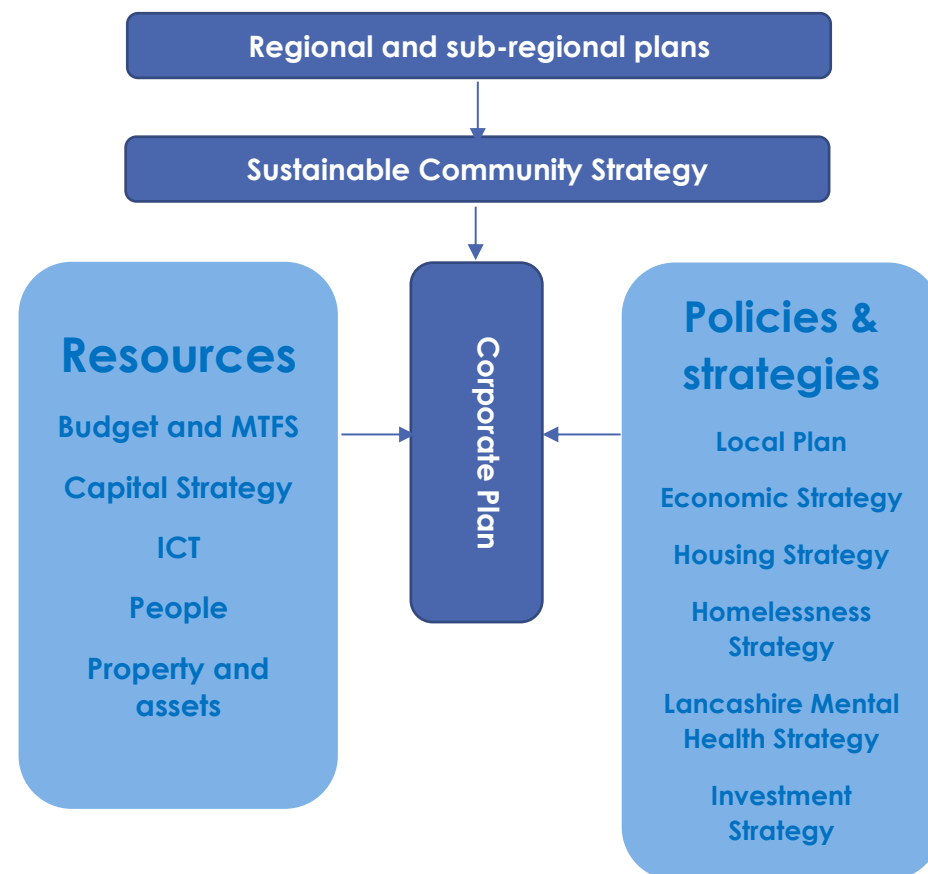 Regional and sub-regional plans
Sustainable Community Strategy
Resources
Budget and MTFS
Capital Strategy
ICT
People
Property and
assets
Corporate Plan
Policies &
strategies
Local Plan
Economic Strategy
Housing Strategy
Homelessness
Strategy
Lancashire Mental
Health Strategy
Investment
Strategy